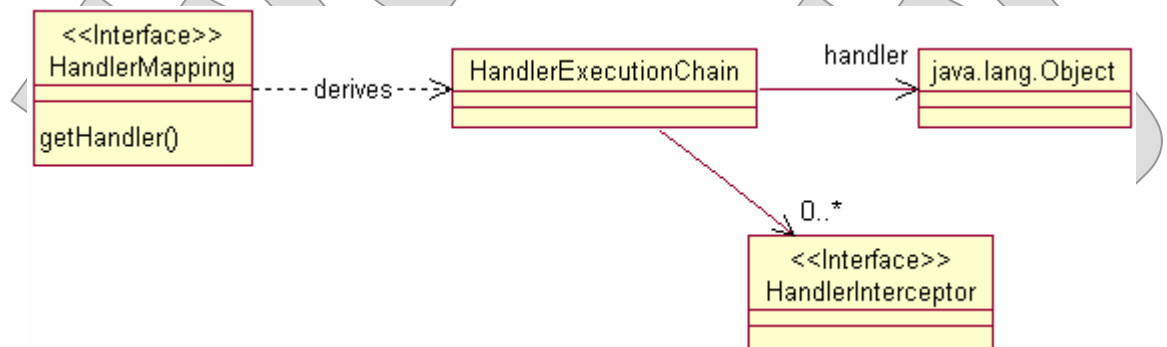 <<Interface>>
HandlerMapping
getHandler()
derives
HandlerExecutionChain
handler
java.lang.Object
0..*
<<Interface>>
HandlerInterceptor